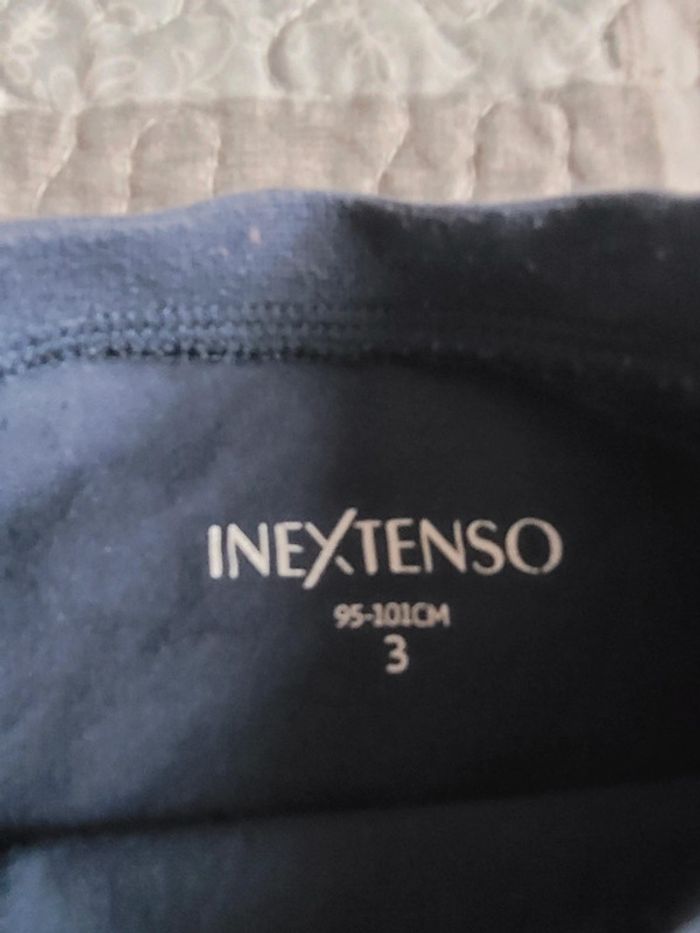 INEXTENSO
95-101CM
3